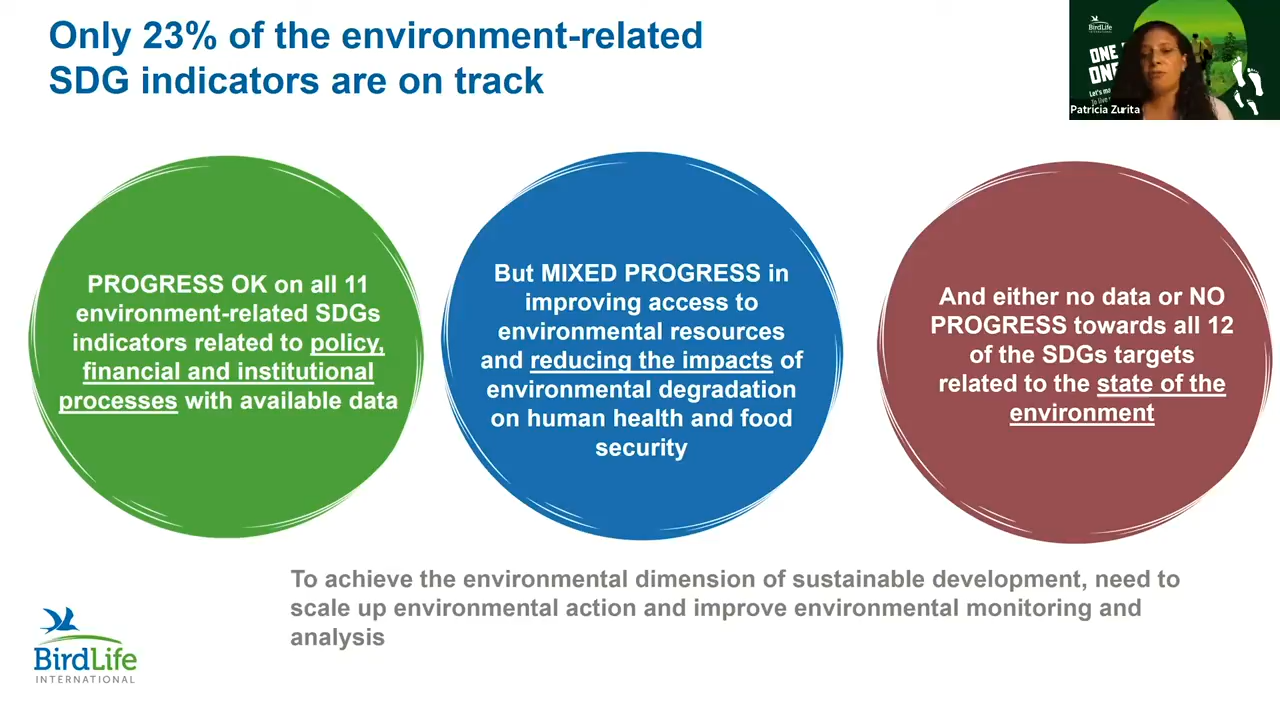 Only 23% of the environment-related
SDG indicators are on track
BirdLife
INTERNATIONAL
ONE
ONE
Let's
to live
Patricia Zurita
PROGRESS OK on all 11
environment-related SDGs
indicators related to policy,
financial and institutional
processes with available data
But MIXED PROGRESS in
improving access to
environmental resources
and reducing the impacts of
environmental degradation
on human health and food
security
And either no data or NO
PROGRESS towards all 12
of the SDGs targets
related to the state of the
environment
To achieve the environmental dimension of sustainable development, need to
scale up environmental action and improve environmental monitoring and
analysis
BirdLife
INTERNATIONAL